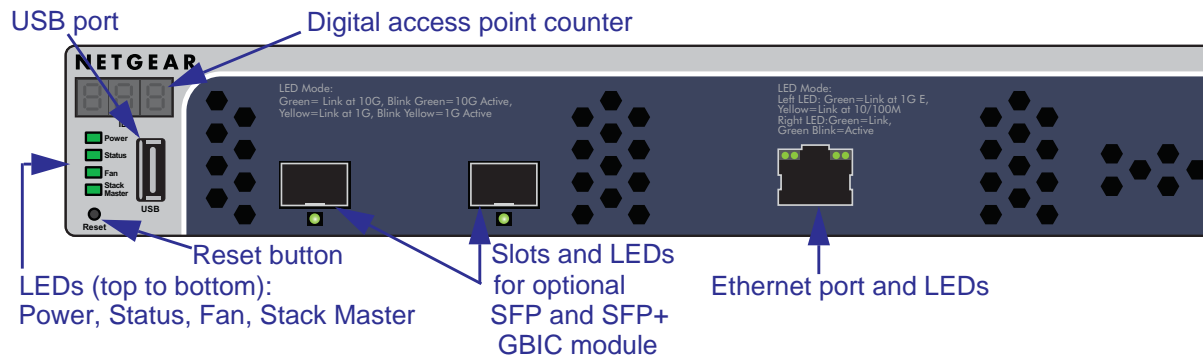 USB port
Digital access point counter
NETGEAR
ID
Power
Status
Fan
Stack
Master
USB
Reset
LED Mode:
Green= Link at 10G, Blink Green=10G Active,
Yellow=Link at 1G, Blink Yellow=1G Active
LED Mode:
Left LED: Green=Link at 1G E,
Yellow=Link at 10/100M
Right LED:Green=Link,
Green Blink=Active
Reset button
LEDs (top to bottom):
Power, Status, Fan, Stack Master
Slots and LEDs
for optional
SFP and SFP+
GBIC module
Ethernet port and LEDs